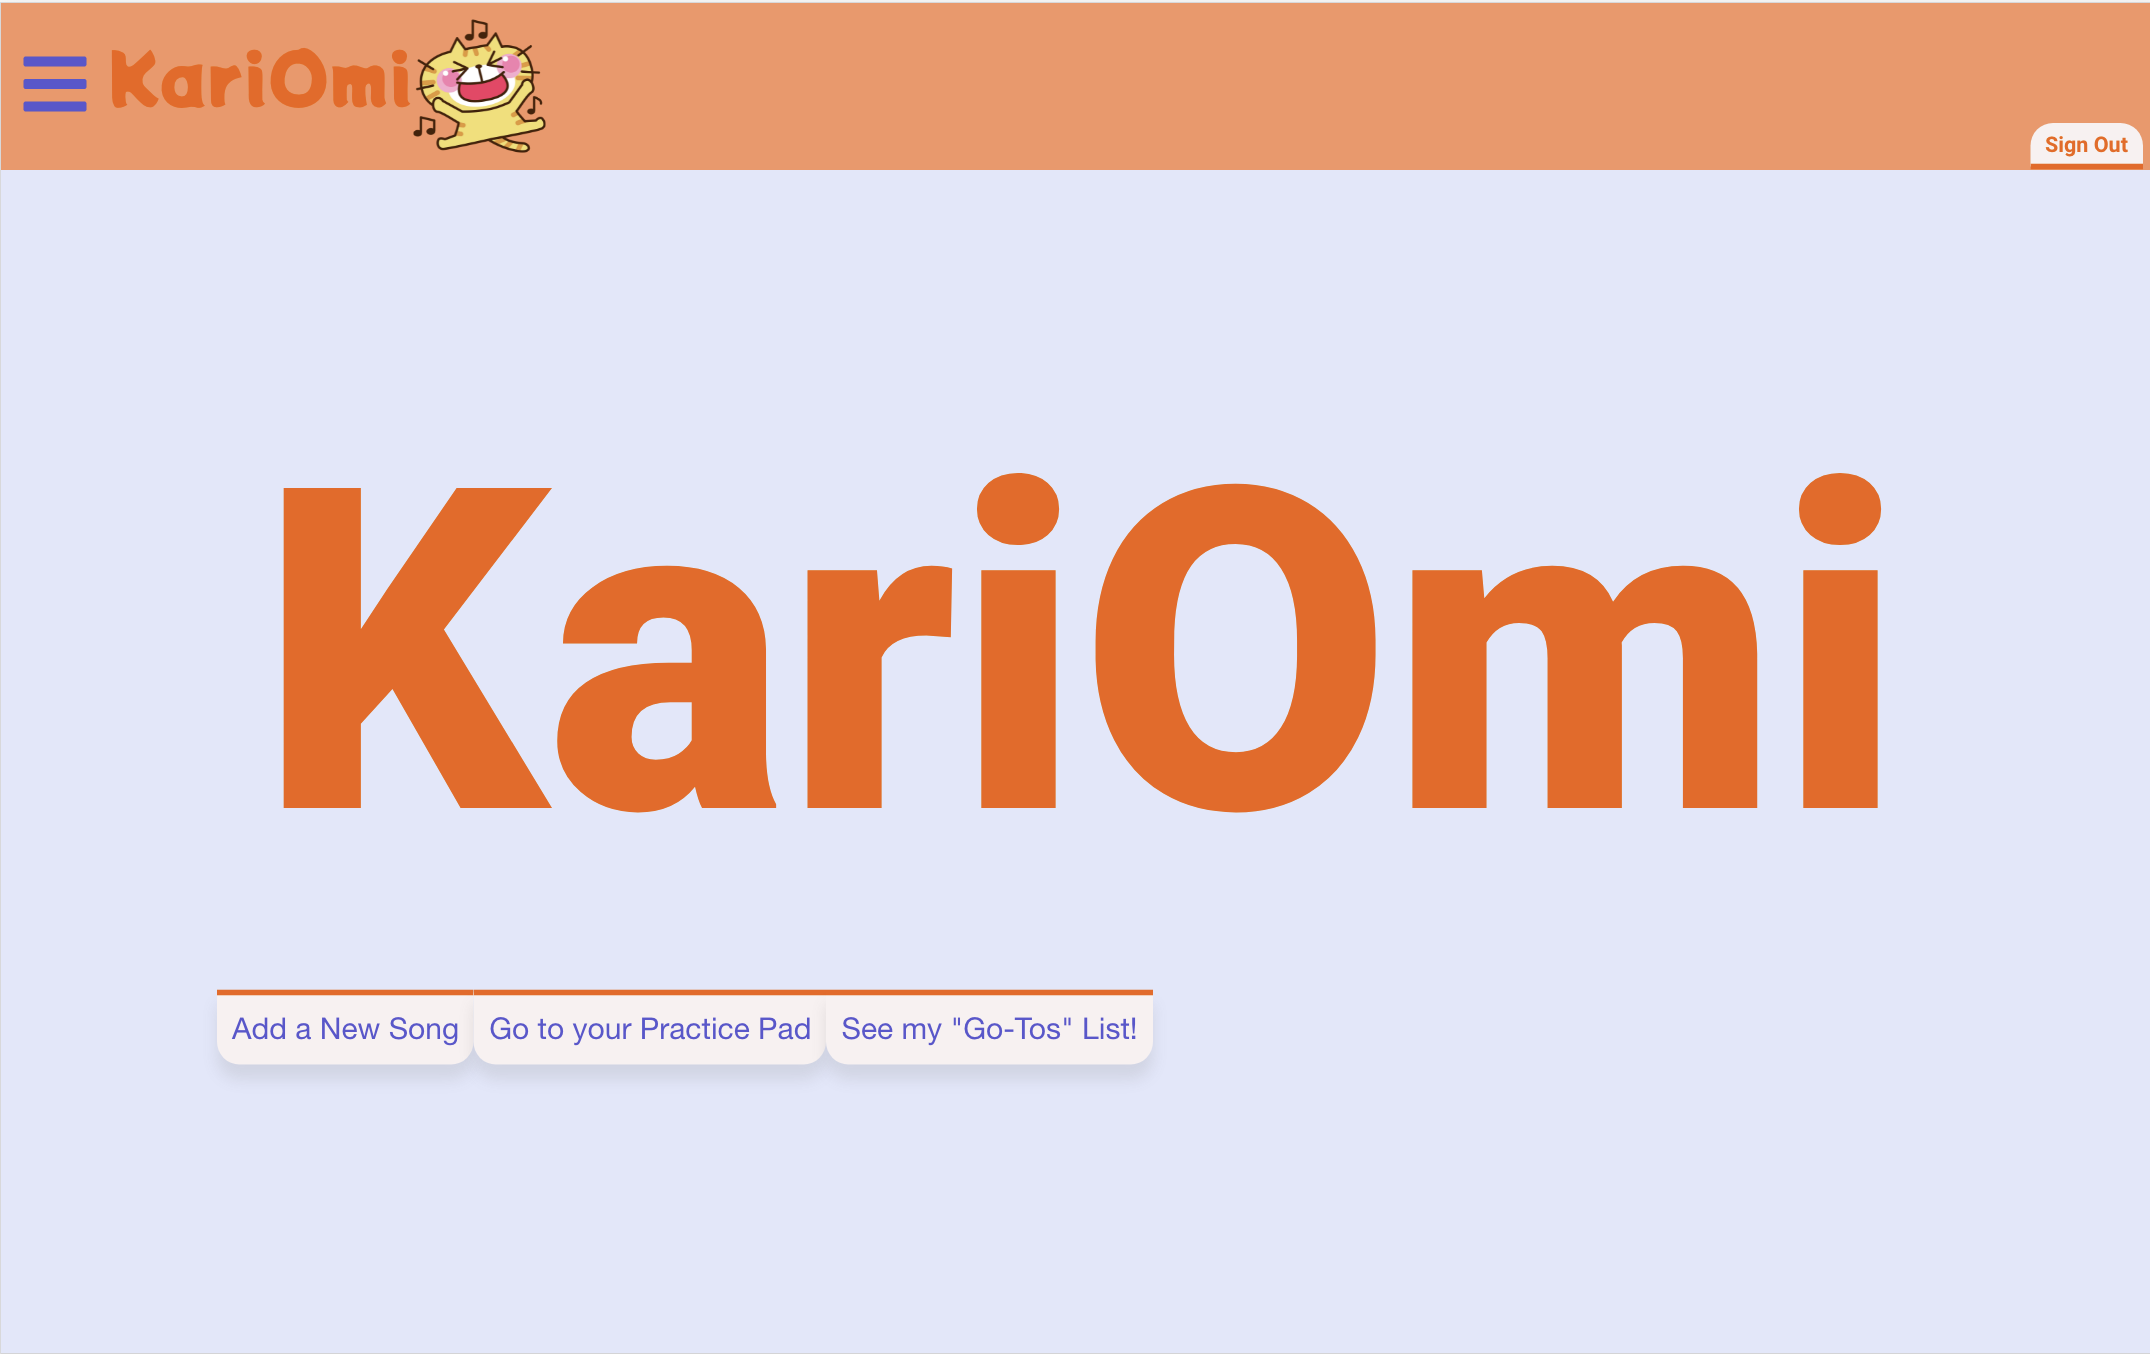 KariOmi
Sign Out
KariOmi
Add a New Song
Go to your Practice Pad
See my "Go-Tos" List!